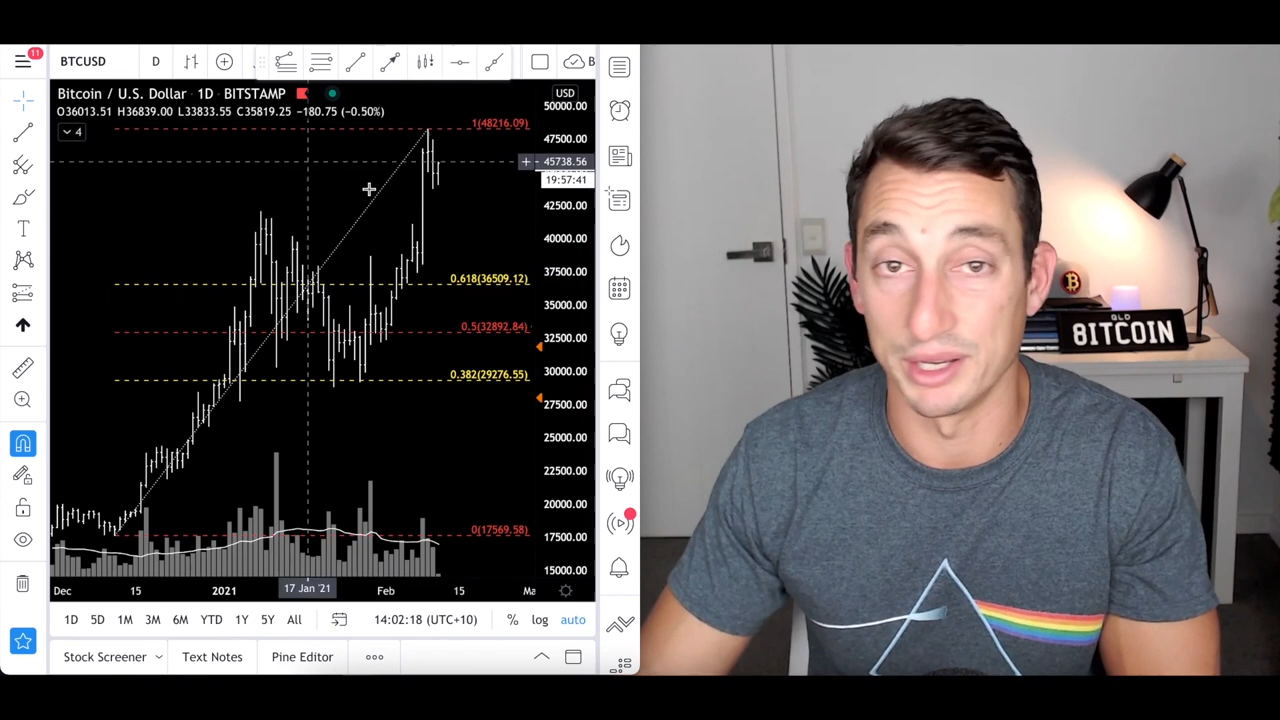 11
BTCUSD
D
B
Bitcoin / U.S. Dollar · 1D · BITSTAMP
O36013.51 H36839.00 L33833.55 C35819.25 −180.75 (−0.50%)
4
USD
50000.00
1(48216.09)
47500.00
45738.56
19:57:41
42500.00
40000.00
37500.00
0.618(36509.12)
35000.00
0.5(32892.84)
32500.00
30000.00
0.382(29276.55)
27500.00
25000.00
22500.00
20000.00
0(17569.58)
17500.00
15000.00
Dec
15
2021
17 Jan '21
Feb
15
Ma
1D 5D 1M 3M 6M YTD 1Y 5Y All
14:02:18 (UTC+10)
% log auto
Stock Screener
Text Notes
Pine Editor
QLD
8ITCOIN